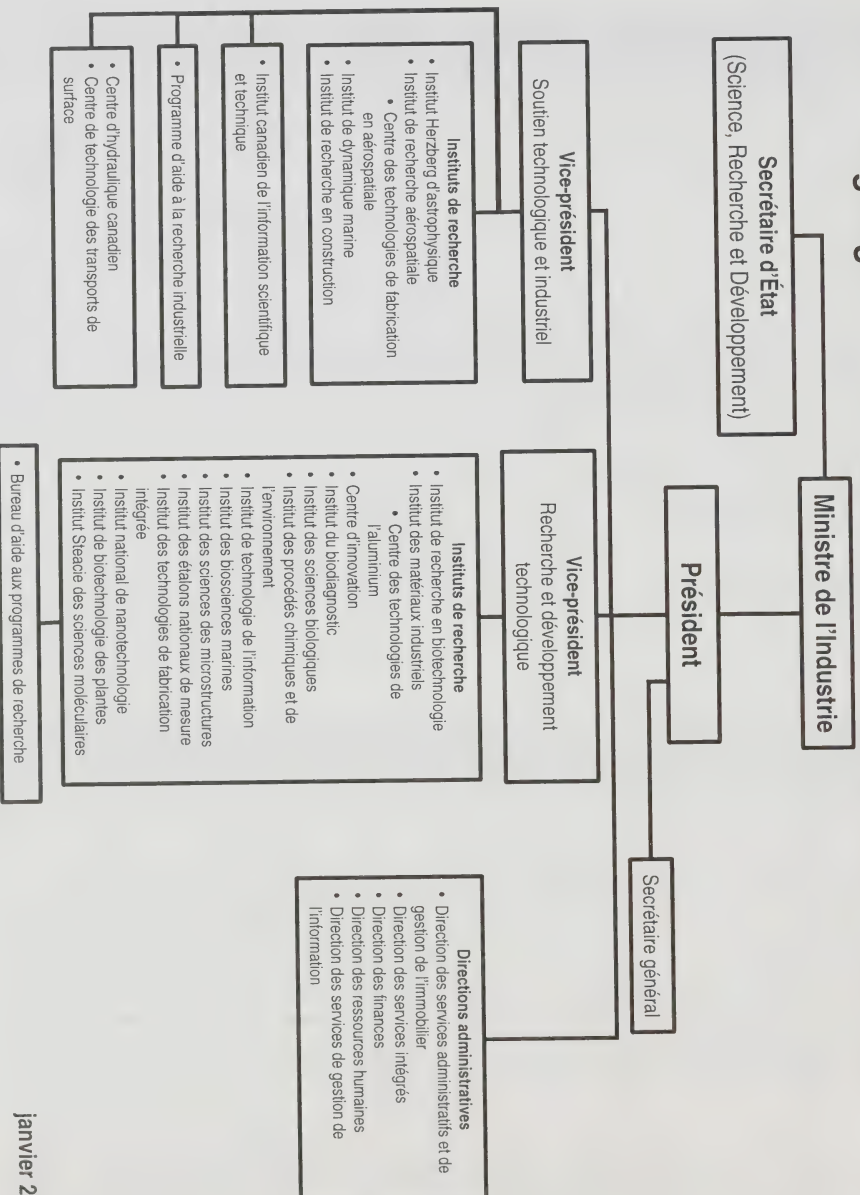 Ministre de l'Industrie
Secrétaire d'État
(Science, Recherche et Développement)
Président
Secrétaire général
Vice-président
Soutien technologique et industriel
Instituts de recherche
• Institut Herzberg d'astrophysique
• Institut de recherche aérospatiale
• Centre des technologies de fabrication
en aérospatiale
• Institut de dynamique marine
• Institut de recherche en construction
• Institut canadien de l'information scientifique
et technique
• Programme d'aide à la recherche industrielle
• Centre d'hydraulique canadien
• Centre de technologie des transports de
surface
Vice-président
Recherche et développement
technologique
Instituts de recherche
• Institut de recherche en biotechnologie
• Institut des matériaux industriels
• Centre des technologies de
l'aluminium
• Centre d'innovation
• Institut du biodiagnostic
• Institut des sciences biologiques
• Institut des procédés chimiques et de
l'environnement
• Institut de technologie de l'information
• Institut des biosciences marines
• Institut des sciences des microstructures
• Institut des étalons nationaux de mesure
• Institut des technologies de fabrication
intégrée
• Institut national de nanotechnologie
• Institut de biotechnologie des plantes
• Institut Steacie des sciences moléculaires
• Bureau d'aide aux programmes de recherche
Directions administratives
• Direction des services administratifs et de
gestion de l'immobilier
• Direction des services intégrés
• Direction des finances
• Direction des ressources humaines
• Direction des services de gestion de
l'information
janvier 2